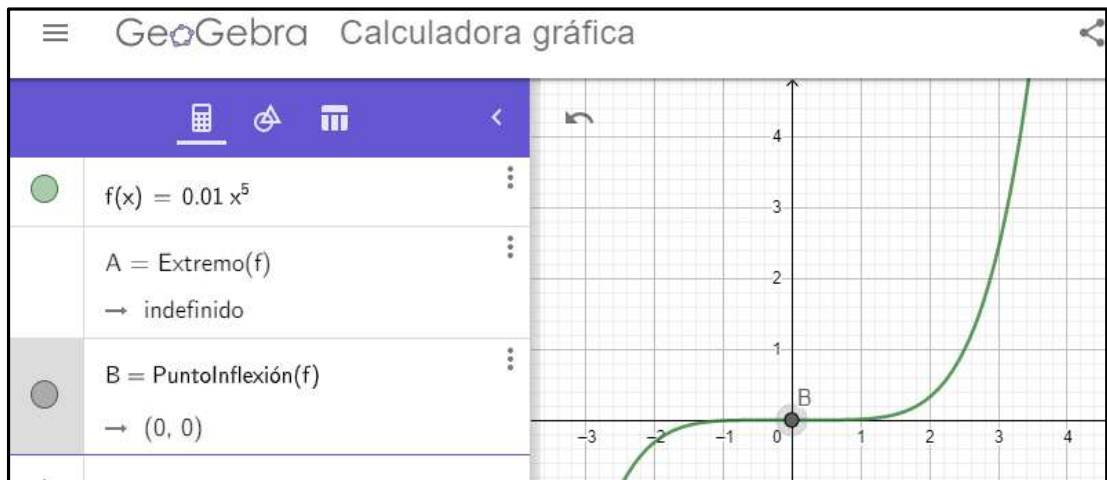 GeoGebra Calculadora gráfica
f(x) = 0.01 x⁵
A = Extremo(f)
→ indefinido
B = PuntoInflexión(f)
→ (0, 0)
4
3
2
1
B
−3 −2 −1 0 1 2 3 4